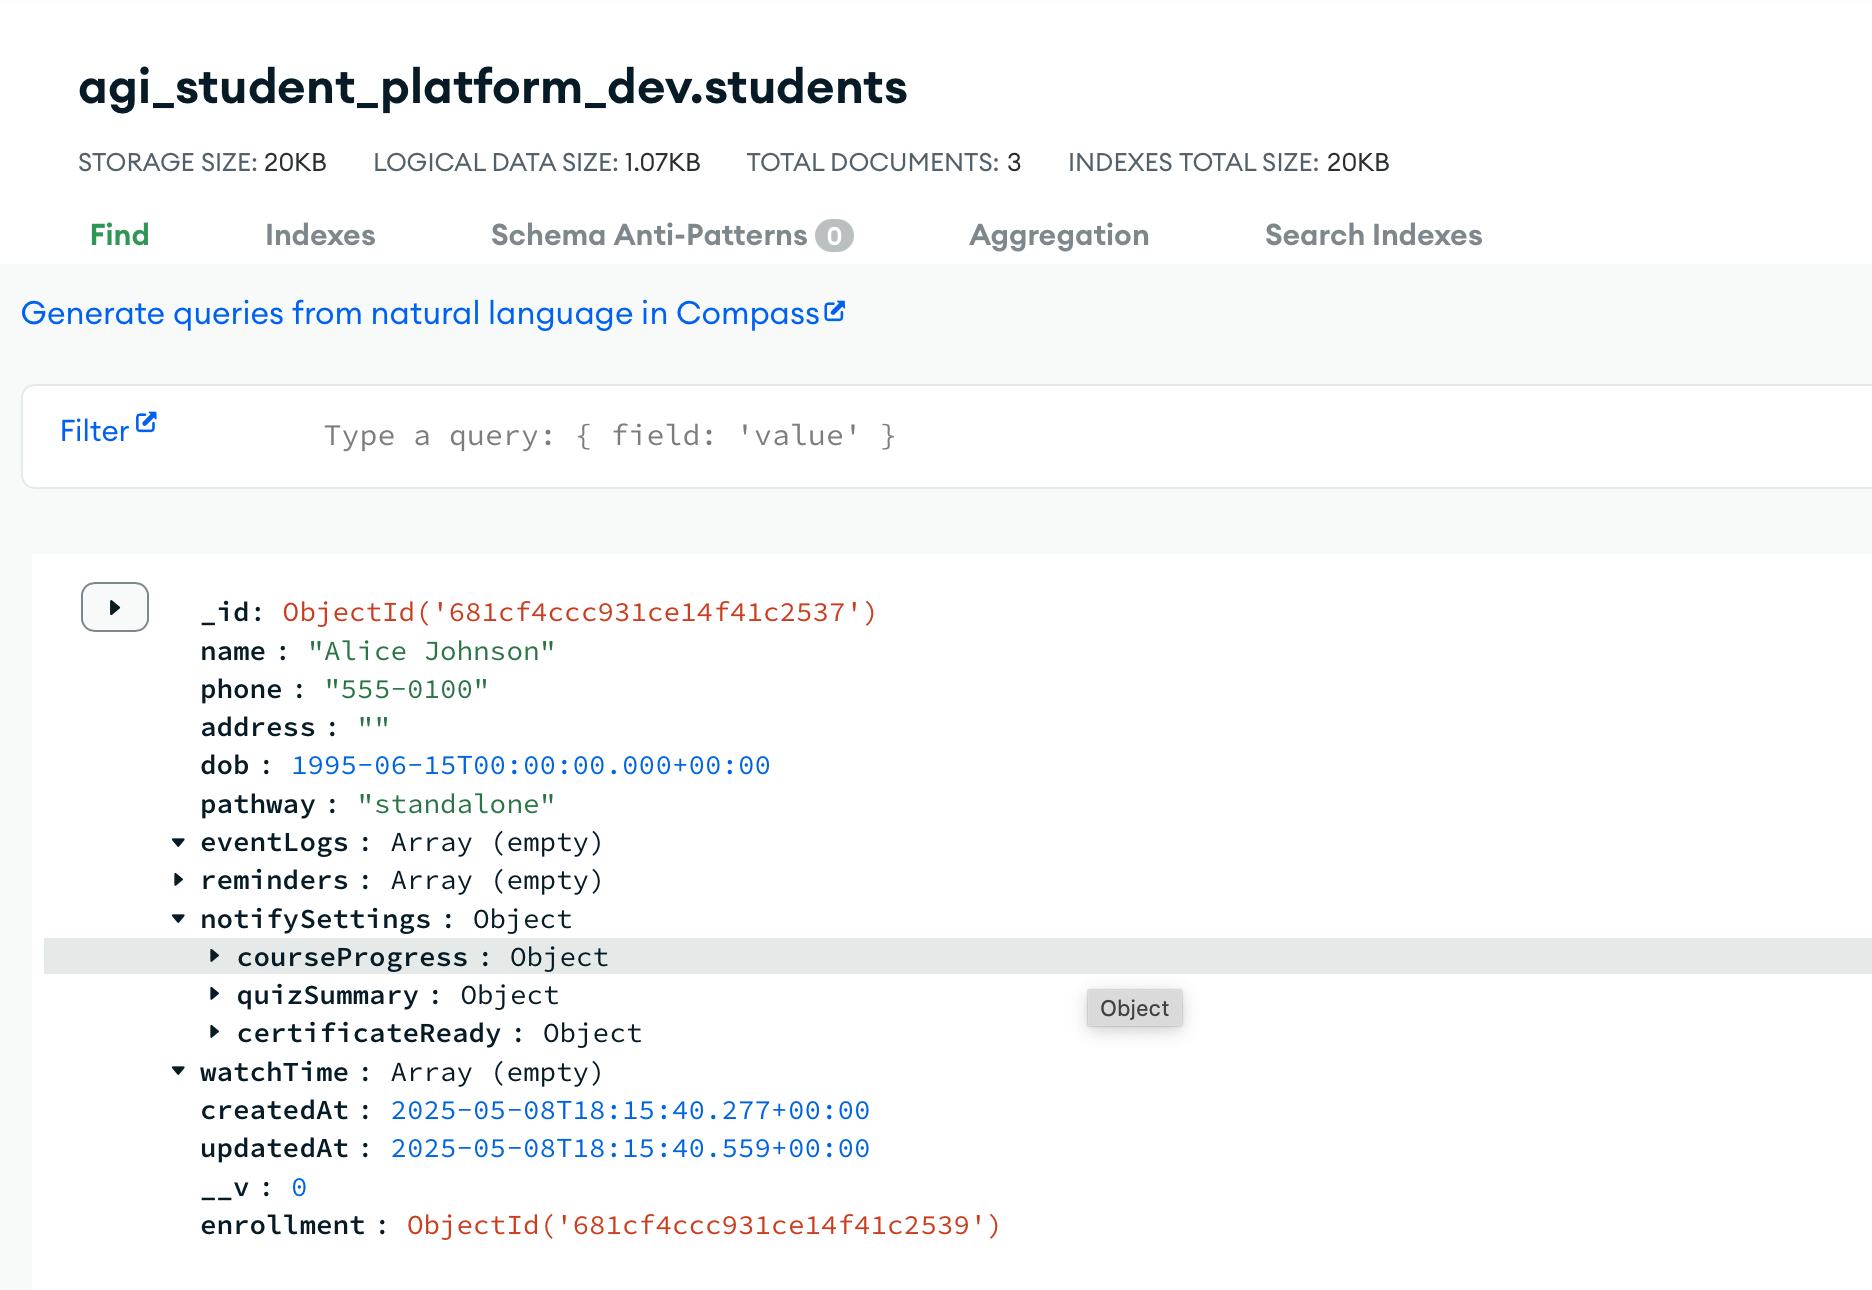 agi_student_platform_dev.students
STORAGE SIZE: 20KB LOGICAL DATA SIZE: 1.07KB TOTAL DOCUMENTS: 3 INDEXES TOTAL SIZE: 20KB
Find Indexes Schema Anti-Patterns 0 Aggregation Search Indexes
Generate queries from natural language in Compass
Filter Type a query: { field: 'value' }
_id: ObjectId('681cf4ccc931ce14f41c2537')
name : "Alice Johnson"
phone : "555-0100"
address : ""
dob : 1995-06-15T00:00:00.000+00:00
pathway : "standalone"
eventLogs : Array (empty)
reminders : Array (empty)
notifySettings : Object
courseProgress : Object
quizSummary : Object
Object
certificateReady : Object
watchTime : Array (empty)
createdAt : 2025-05-08T18:15:40.277+00:00
updatedAt : 2025-05-08T18:15:40.559+00:00
__v : 0
enrollment : ObjectId('681cf4ccc931ce14f41c2539')